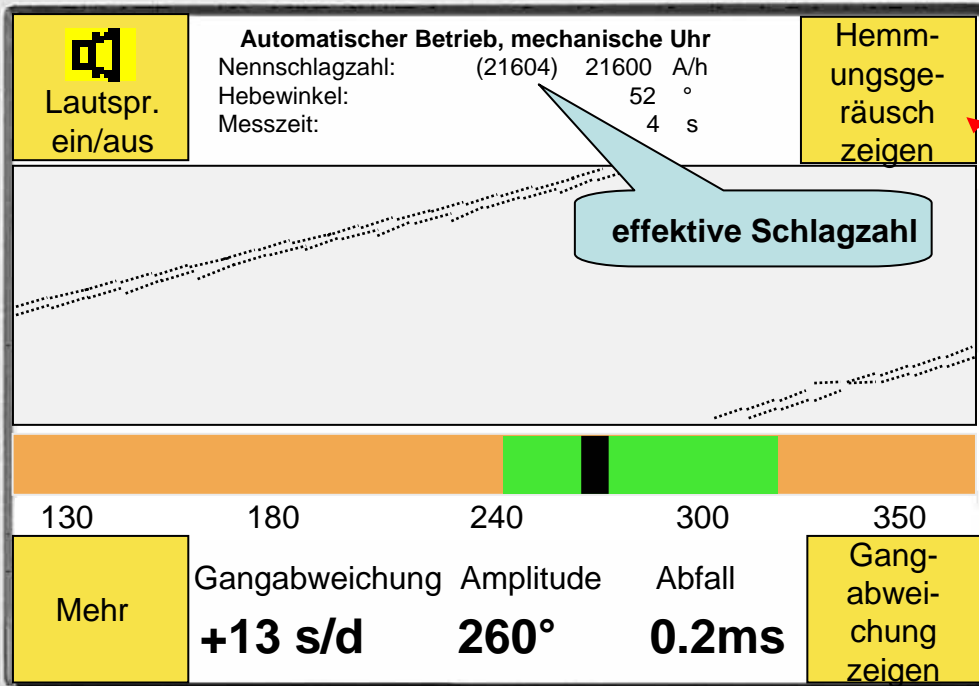 Lautspr.
ein/aus
Automatischer Betrieb, mechanische Uhr
Nennschlagzahl: (21604) 21600 A/h
Hebewinkel: 52 °
Messzeit: 4 s
Hemm-
ungsge-
räusch
zeigen
effektive Schlagzahl
130 180 240 300 350
Mehr
Gangabweichung Amplitude Abfall
+13 s/d 260° 0.2ms
Gang-
abwei-
chung
zeigen